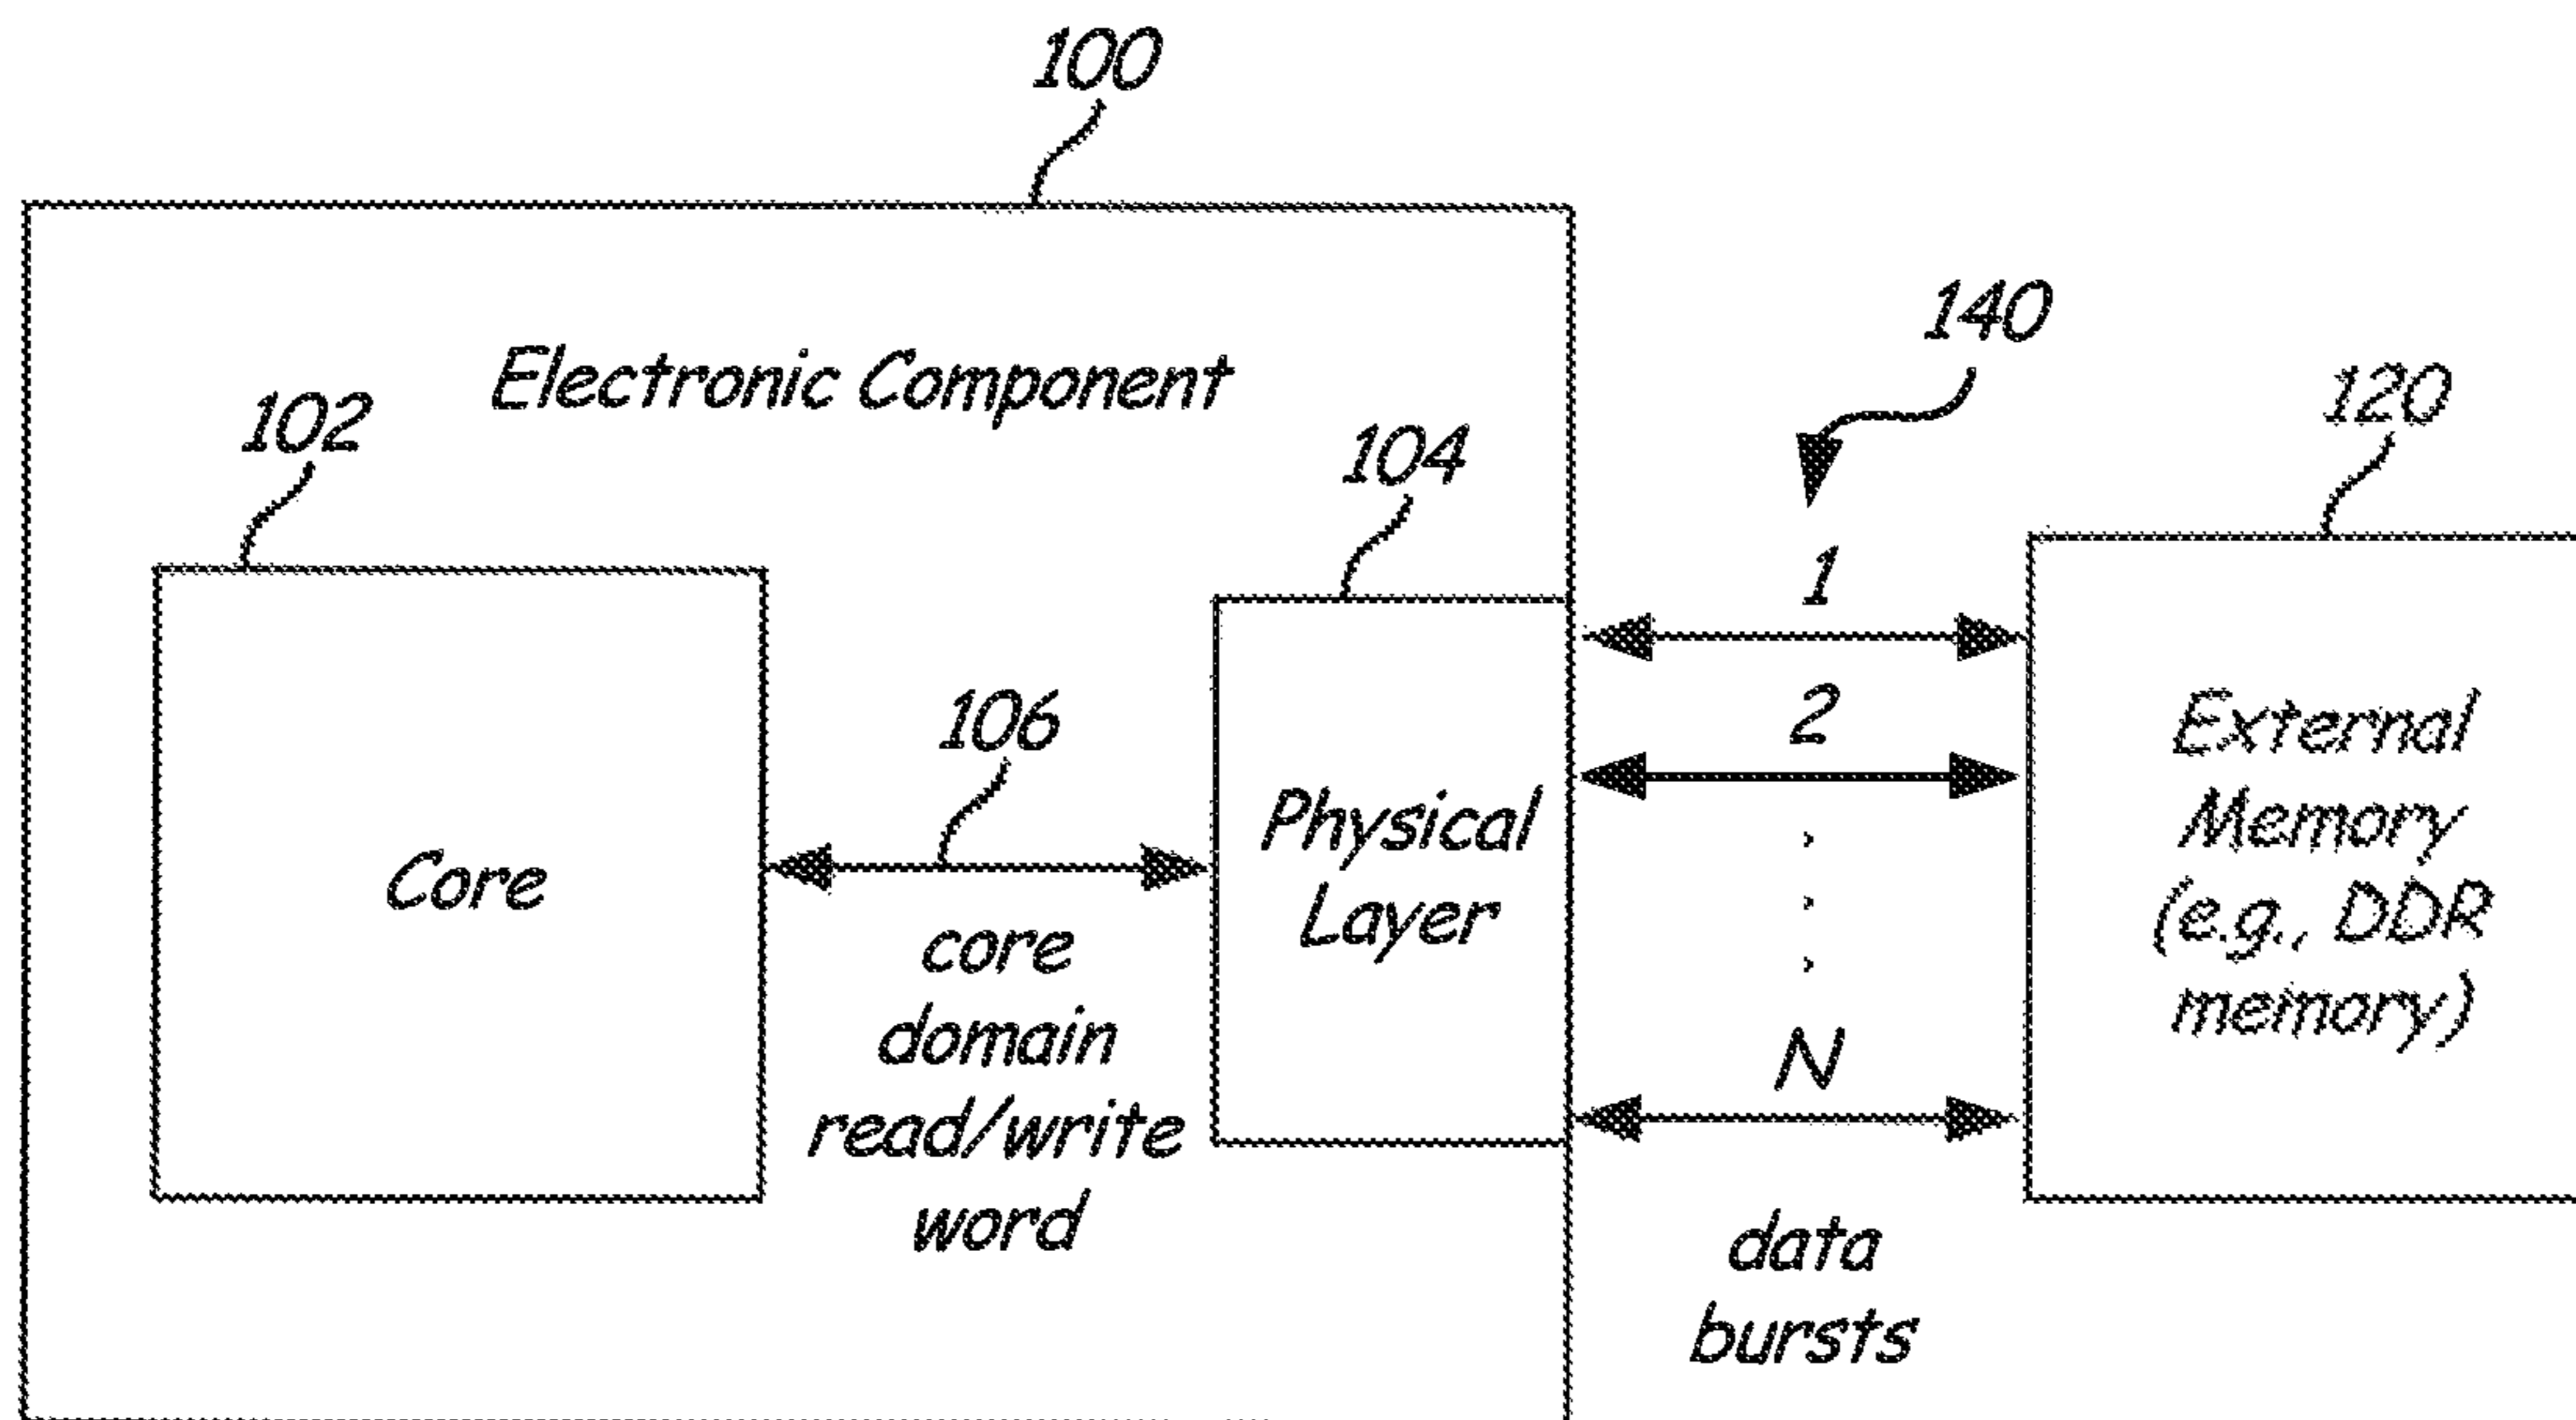 100
140
Electronic Component
120
102
104
1
106
2
External
Memory
(e.g., DDR
memory)
Physical
Layer
Core
core
domain
read/write
word
N
data
bursts